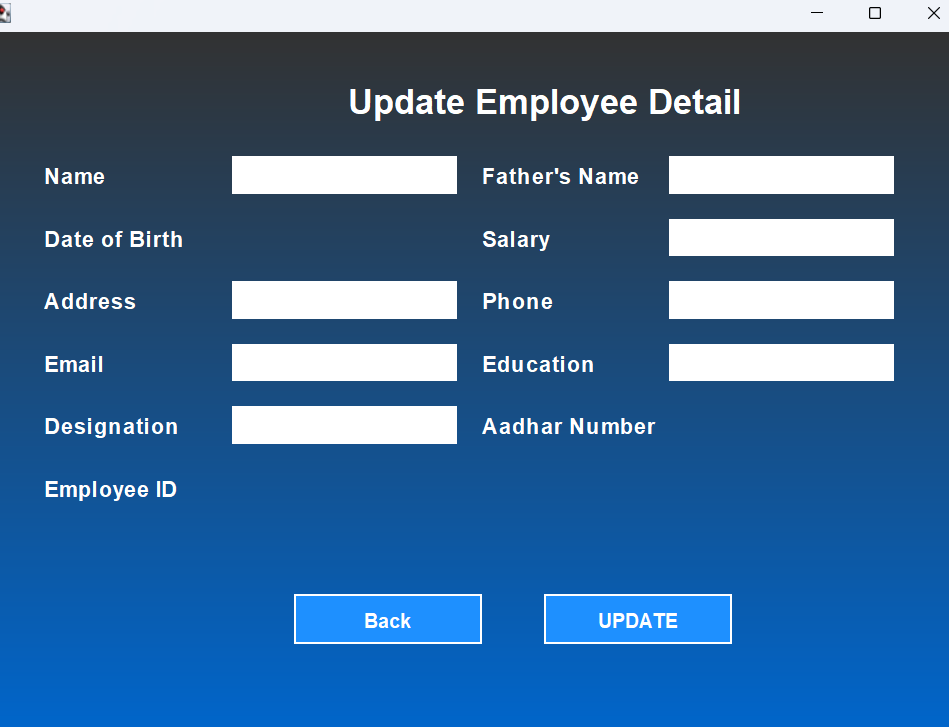 Update Employee Detail
Name
Father's Name
Date of Birth
Salary
Address
Phone
Email
Education
Designation
Aadhar Number
Employee ID
Back
UPDATE